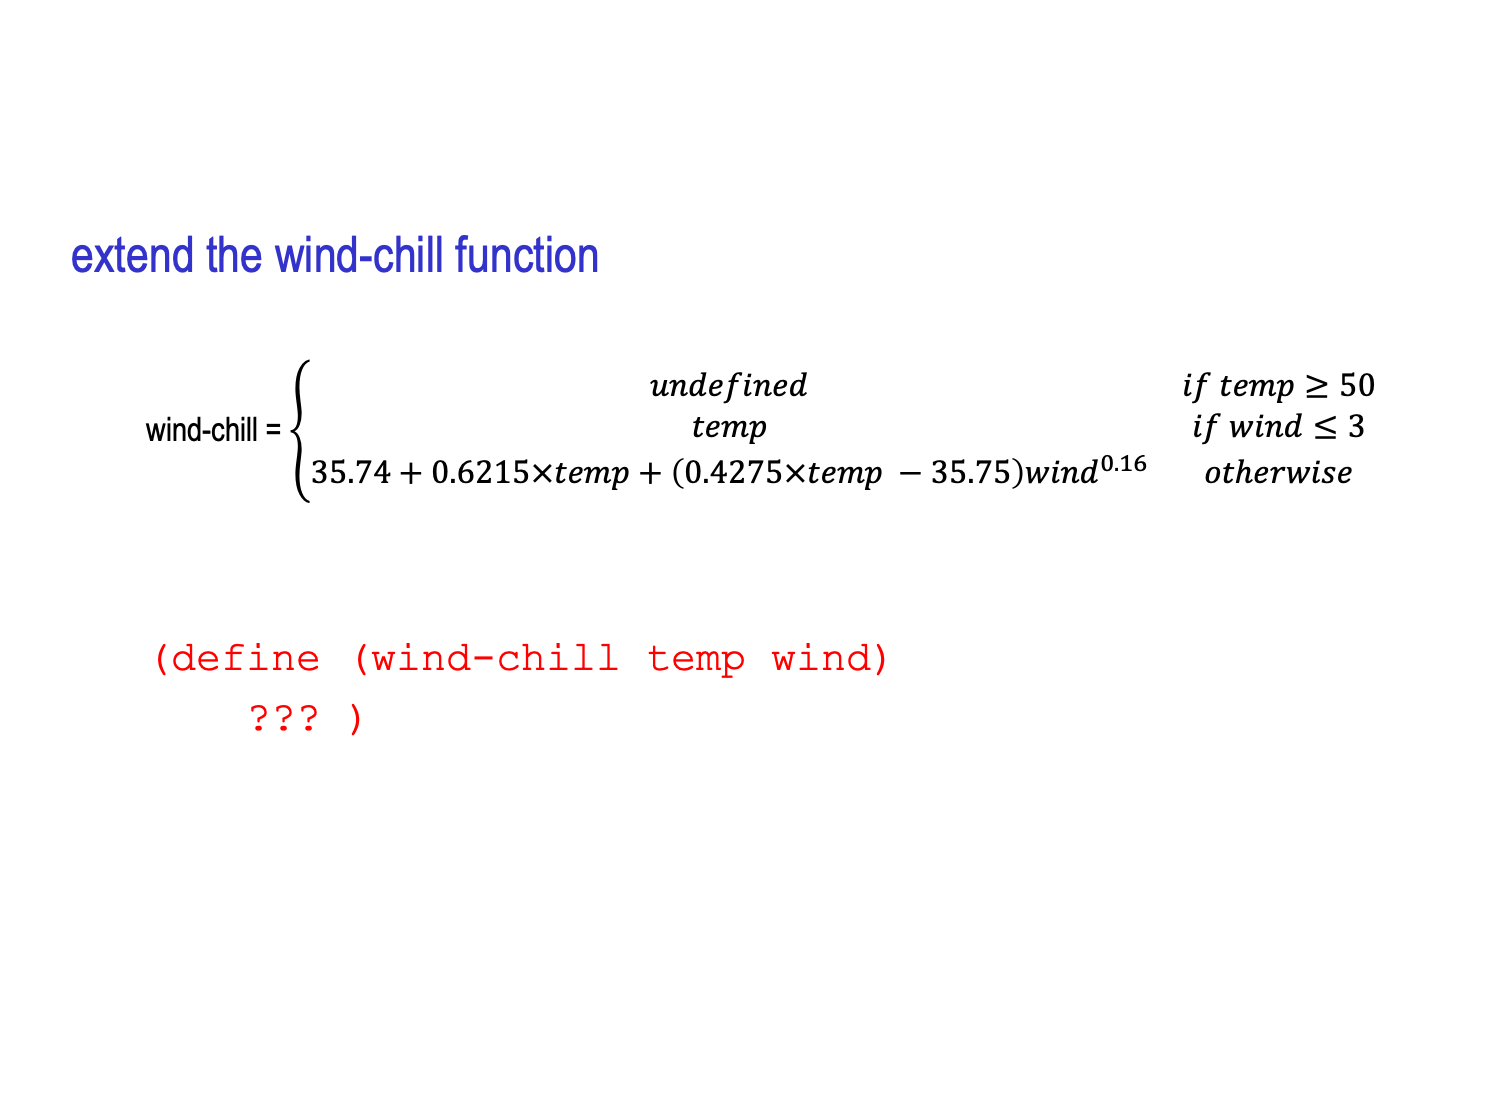 extend the wind-chill function
undefined if temp ≥ 50
wind-chill = { temp if wind ≤ 3
35.74 + 0.6215×temp + (0.4275×temp − 35.75)wind^0.16 otherwise
(define (wind-chill temp wind)
??? )